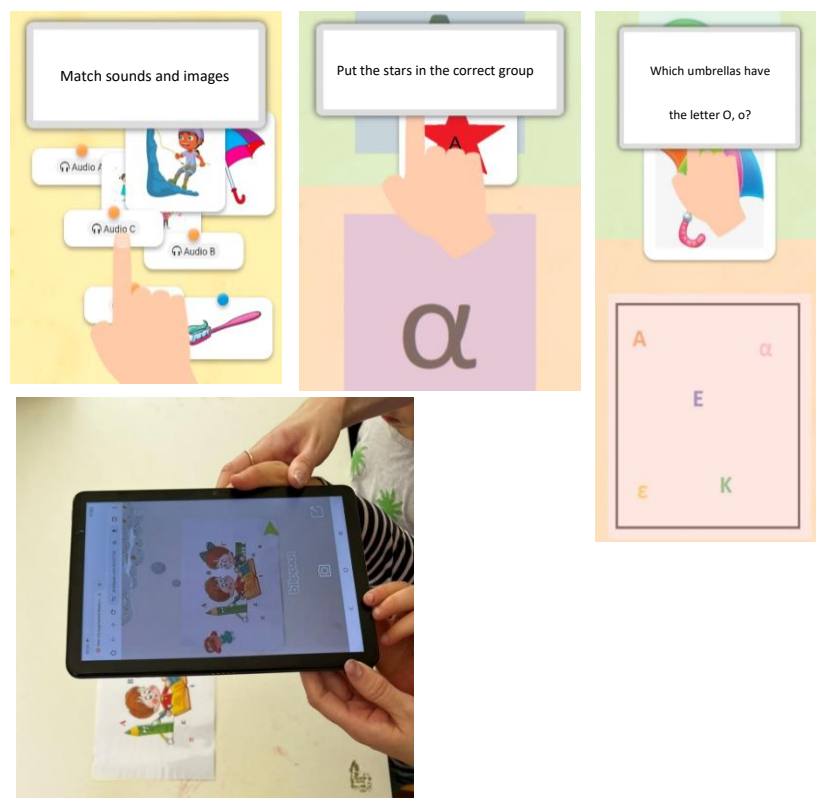 Match sounds and images
Audio A
Audio C
Audio B
Put the stars in the correct group
A
α
Which umbrellas have
the letter O, o?
A
α
E
ε
K
blippar